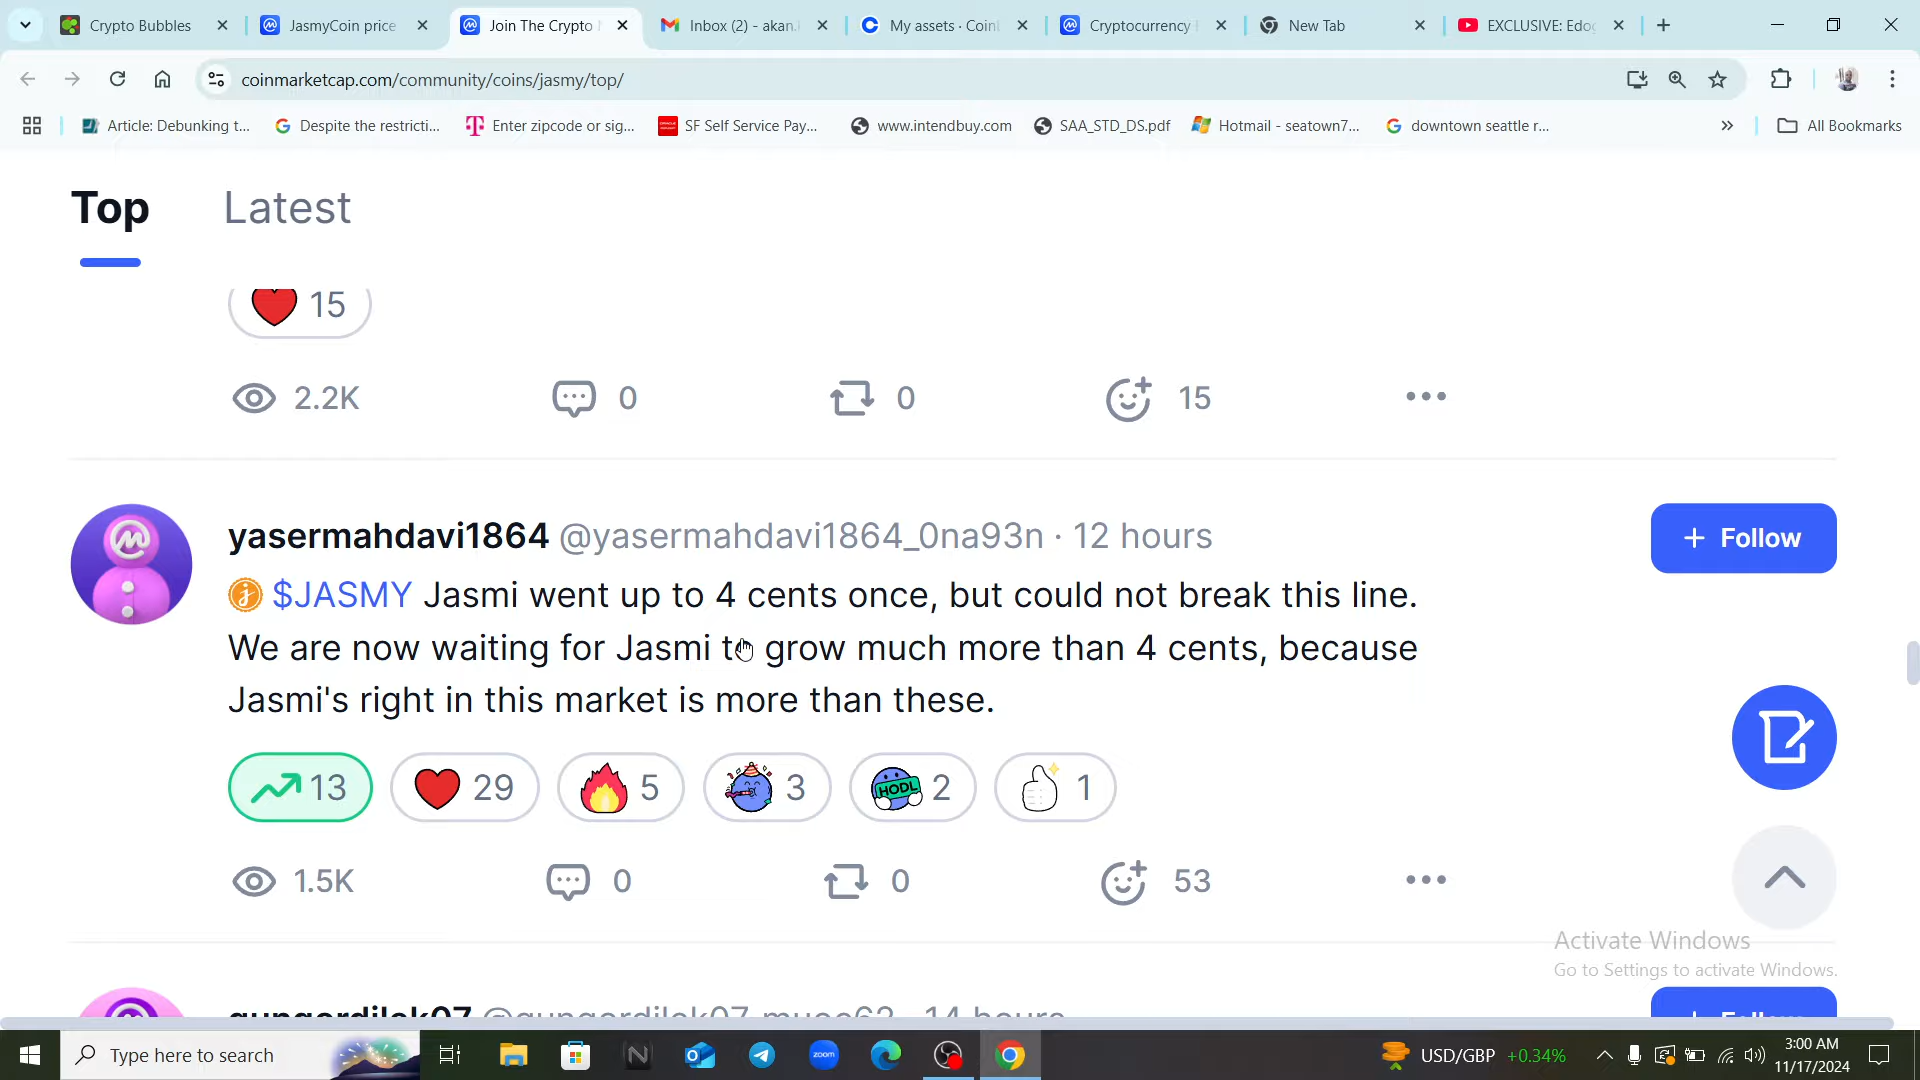 Crypto Bubbles
JasmyCoin price
Join The Crypto
Inbox (2) - akan.
My assets · Coin
Cryptocurrency
New Tab
EXCLUSIVE: Edo
coinmarketcap.com/community/coins/jasmy/top/
Article: Debunking t...
Despite the restricti...
Enter zipcode or sig...
SF Self Service Pay...
www.intendbuy.com
SAA_STD_DS.pdf
Hotmail - seatown7...
downtown seattle r...
All Bookmarks
Top
Latest
15
2.2K
0
0
15
yasermahdavi1864 @yasermahdavi1864_0na93n · 12 hours
+ Follow
$JASMY Jasmi went up to 4 cents once, but could not break this line.
We are now waiting for Jasmi to grow much more than 4 cents, because
Jasmi's right in this market is more than these.
13
29
5
3
HODL
2
1
1.5K
0
0
53
Activate Windows
Go to Settings to activate Windows.
14 hours
Type here to search
zoom
USD/GBP +0.34%
3:00 AM
11/17/2024